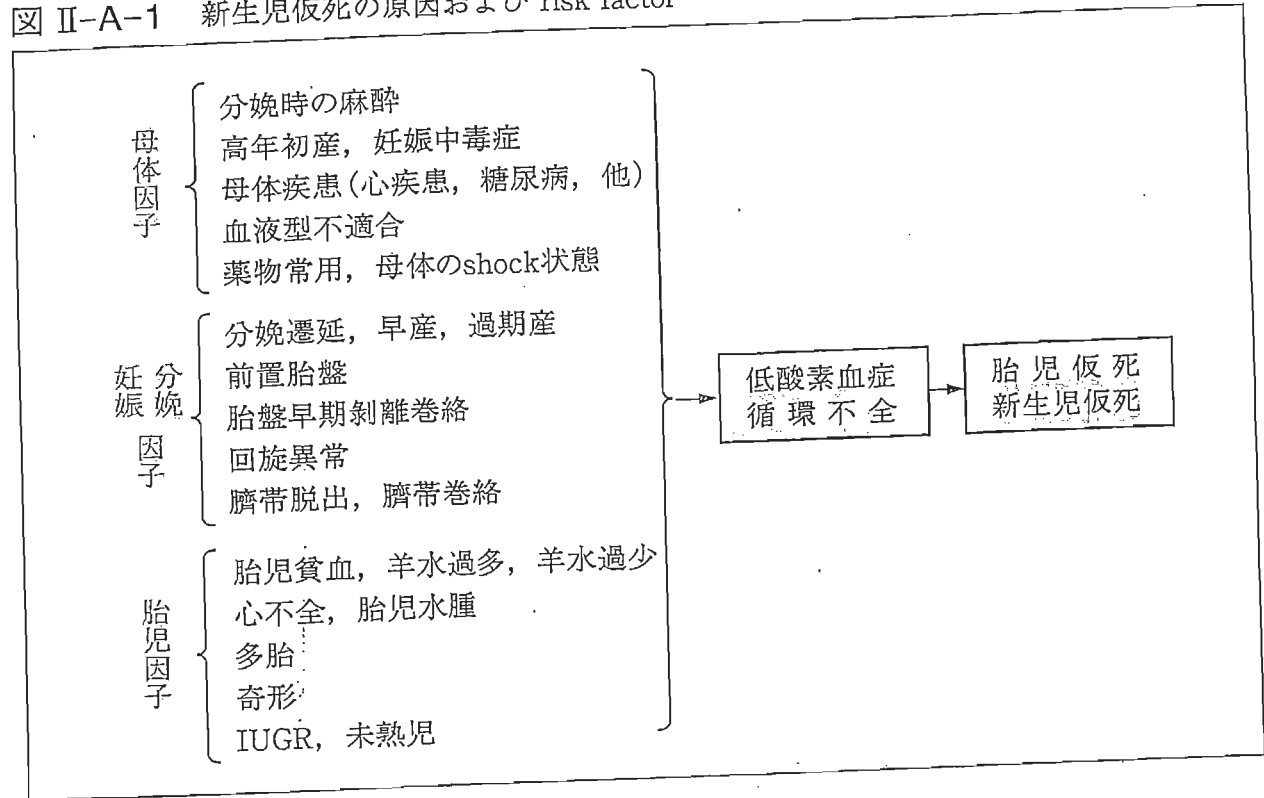 図 Ⅱ-A-1 新生児仮死の原因および risk factor
母体因子
分娩時の麻酔
高年初産，妊娠中毒症
母体疾患(心疾患，糖尿病，他)
血液型不適合
薬物常用，母体のshock状態
妊娠分娩因子
分娩遷延，早産，過期産
前置胎盤
胎盤早期剝離巻絡
回旋異常
臍帯脱出，臍帯巻絡
胎児因子
胎児貧血，羊水過多，羊水過少
心不全，胎児水腫
多胎
奇形
IUGR，未熟児
低酸素血症
循環不全
胎児仮死
新生児仮死